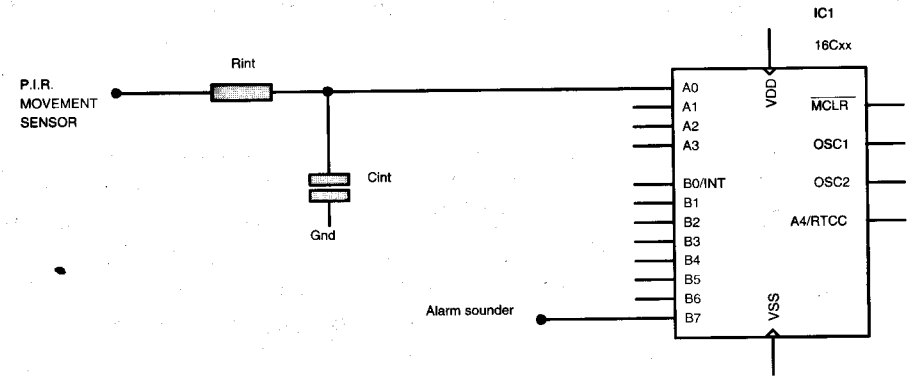 IC1
16Cxx
Rint
P.I.R.
MOVEMENT
SENSOR
Cint
Gnd
Alarm sounder
A0
A1
A2
A3
B0/INT
B1
B2
B3
B4
B5
B6
B7
VDD
VSS
MCLR
OSC1
OSC2
A4/RTCC